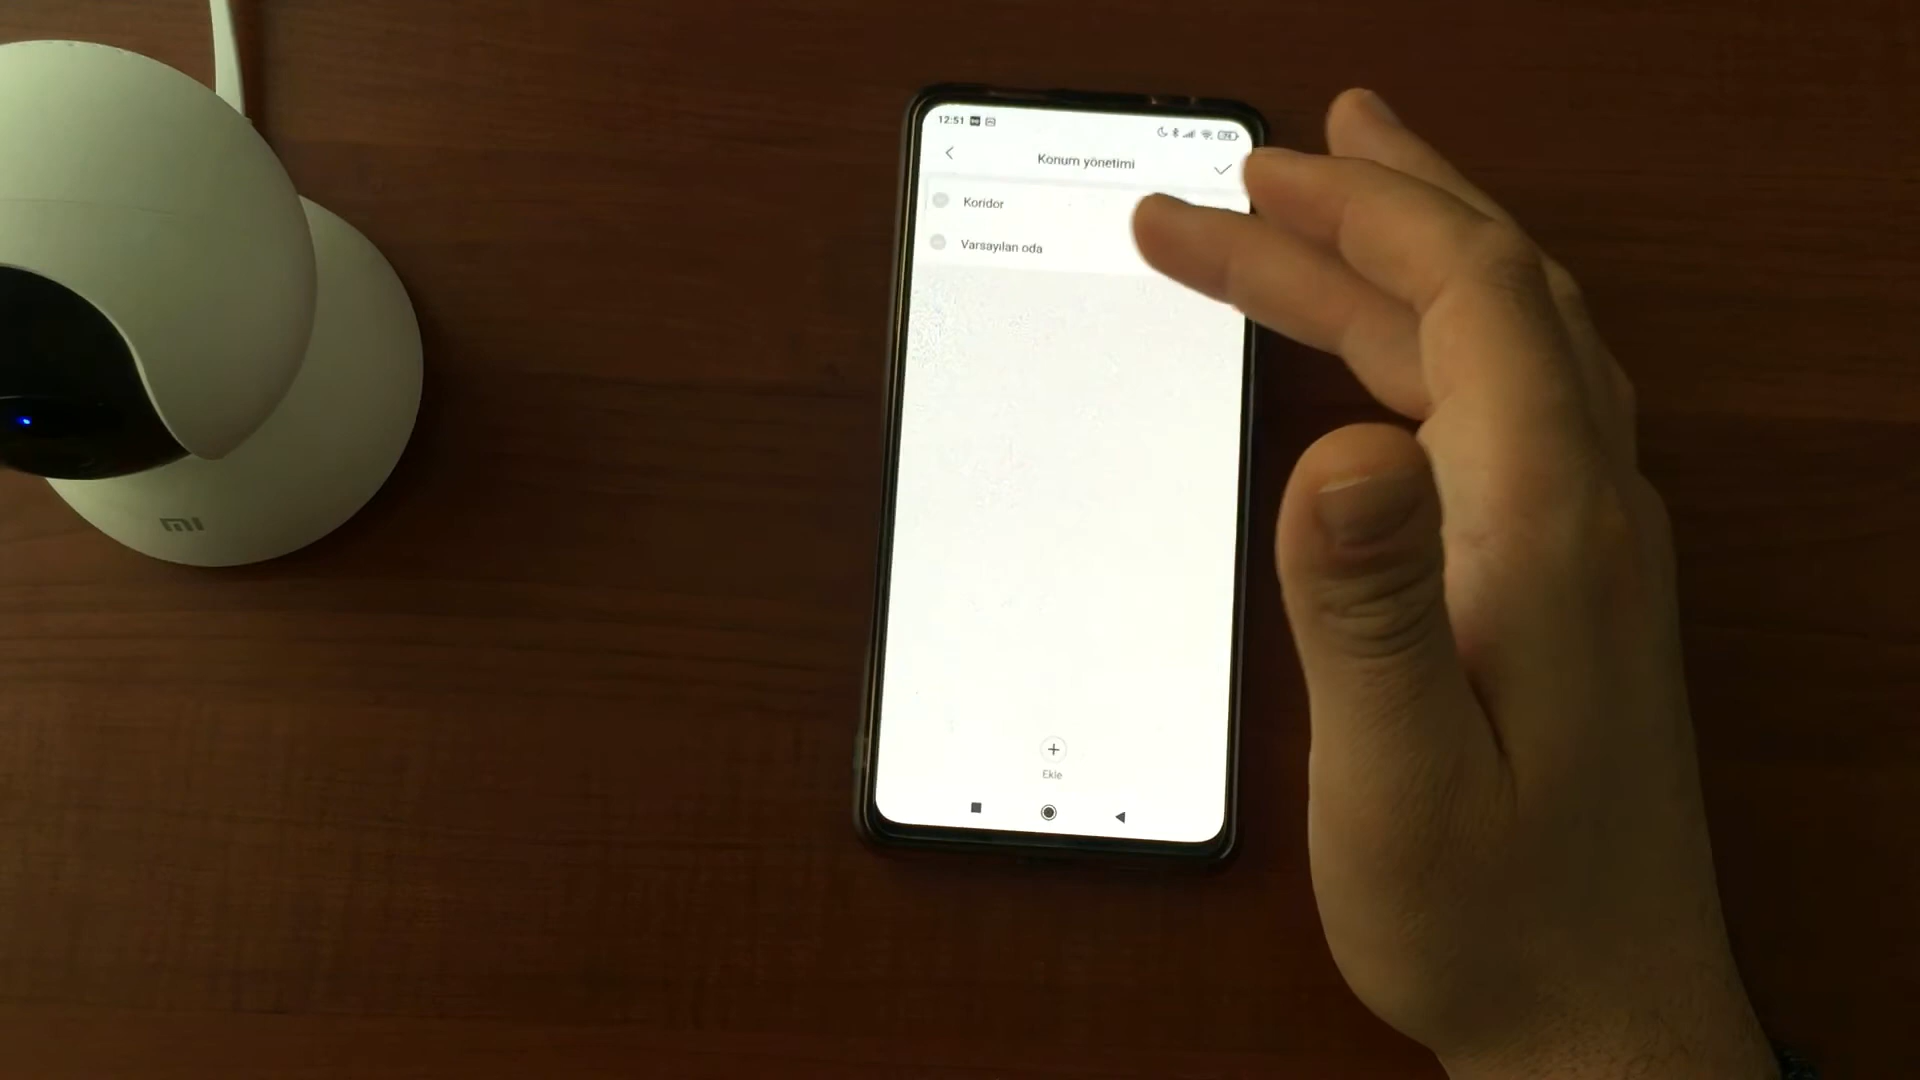 12:51
Konum yönetimi
Koridor
Varsayılan oda
Ekle
mi